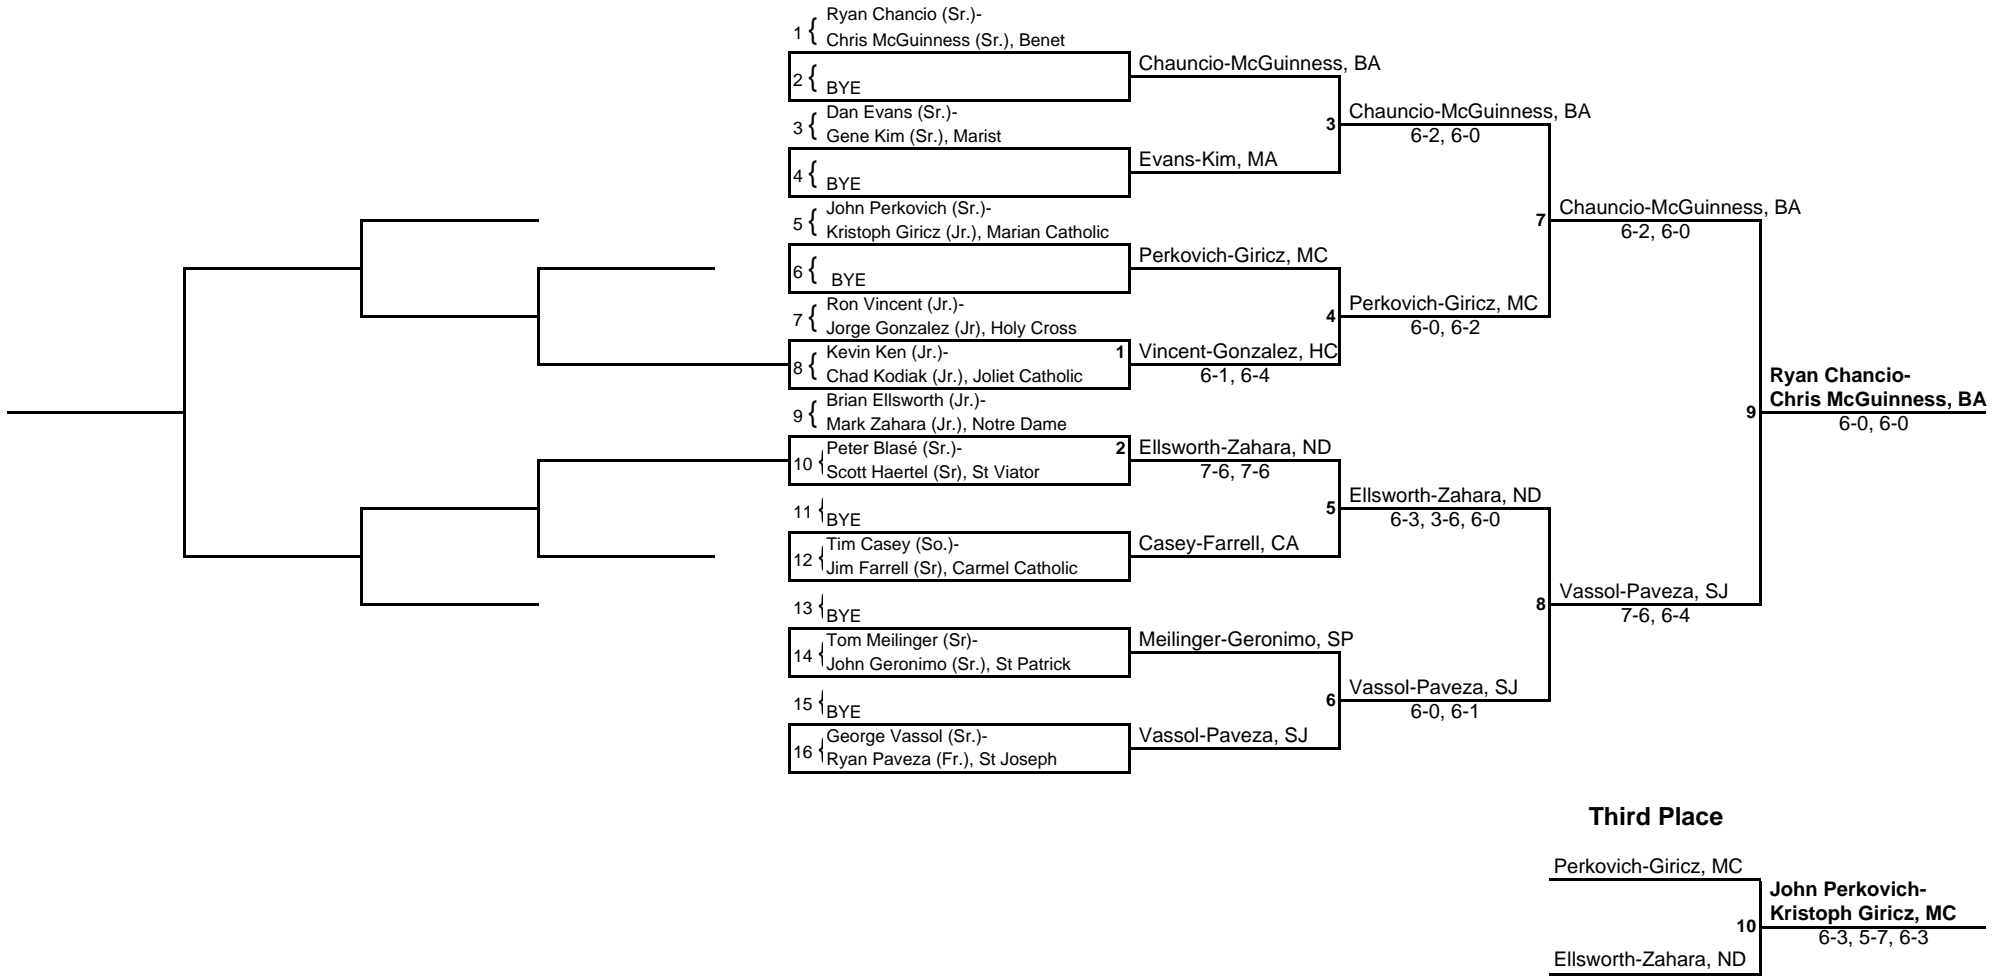 Ryan Chancio (Sr.)-
1 { Chris McGuinness (Sr.), Benet
2 { BYE
Chauncio-McGuinness, BA
Dan Evans (Sr.)-
3 { Gene Kim (Sr.), Marist
3
Chauncio-McGuinness, BA
6-2, 6-0
4 { BYE
Evans-Kim, MA
John Perkovich (Sr.)-
5 { Kristoph Giricz (Jr.), Marian Catholic
7
Chauncio-McGuinness, BA
6-2, 6-0
6 { BYE
Perkovich-Giricz, MC
Ron Vincent (Jr.)-
7 { Jorge Gonzalez (Jr), Holy Cross
4
Perkovich-Giricz, MC
6-0, 6-2
Kevin Ken (Jr.)-
8 { Chad Kodiak (Jr.), Joliet Catholic
1
Vincent-Gonzalez, HC
6-1, 6-4
Brian Ellsworth (Jr.)-
9 { Mark Zahara (Jr.), Notre Dame
9
Ryan Chancio-
Chris McGuinness, BA
6-0, 6-0
Peter Blasé (Sr.)-
10 { Scott Haertel (Sr), St Viator
2
Ellsworth-Zahara, ND
7-6, 7-6
11 { BYE
5
Ellsworth-Zahara, ND
6-3, 3-6, 6-0
Tim Casey (So.)-
12 { Jim Farrell (Sr), Carmel Catholic
Casey-Farrell, CA
13 { BYE
8
Vassol-Paveza, SJ
7-6, 6-4
Tom Meilinger (Sr)-
14 { John Geronimo (Sr.), St Patrick
Meilinger-Geronimo, SP
15 { BYE
6
Vassol-Paveza, SJ
6-0, 6-1
George Vassol (Sr.)-
16 { Ryan Paveza (Fr.), St Joseph
Vassol-Paveza, SJ
Third Place
Perkovich-Giricz, MC
10
John Perkovich-
Kristoph Giricz, MC
6-3, 5-7, 6-3
Ellsworth-Zahara, ND